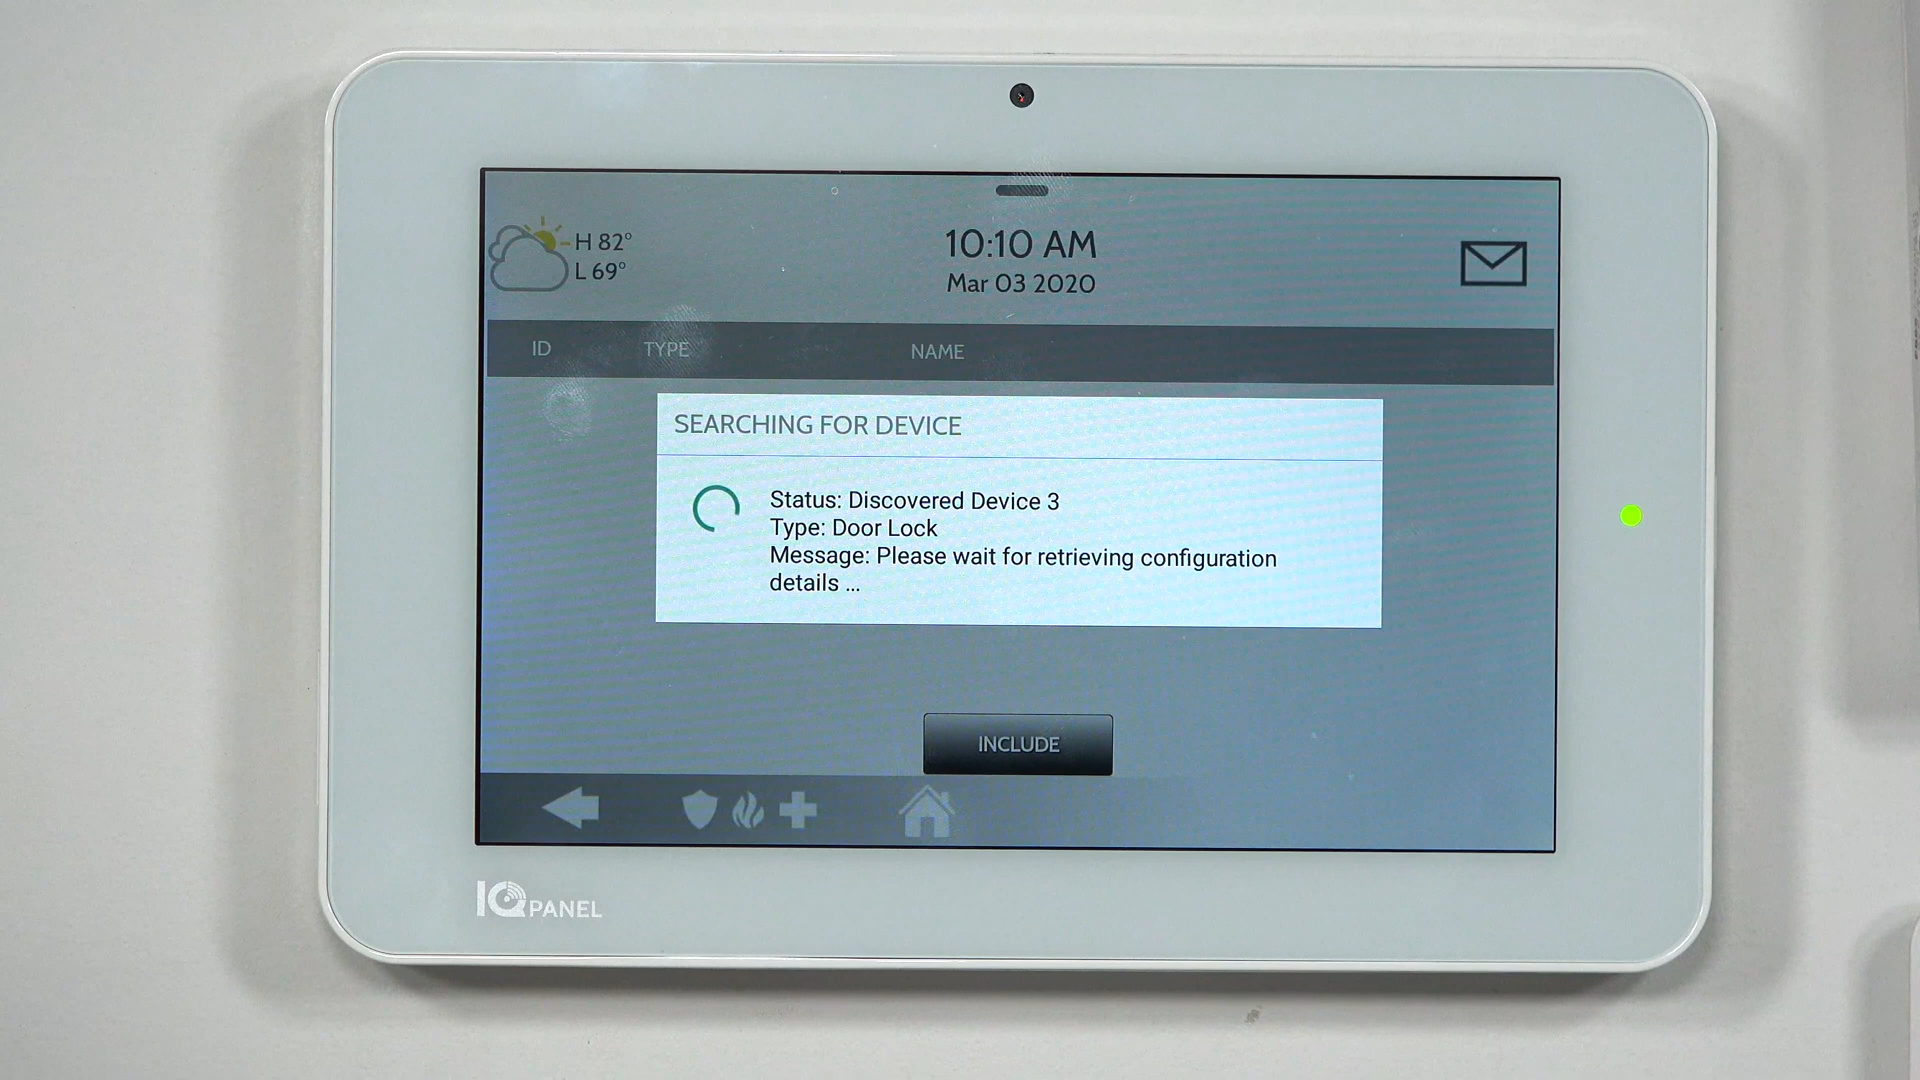 H 82°
L 69°
10:10 AM
Mar 03 2020
ID TYPE NAME
SEARCHING FOR DEVICE
Status: Discovered Device 3
Type: Door Lock
Message: Please wait for retrieving configuration
details ...
INCLUDE
IQ PANEL